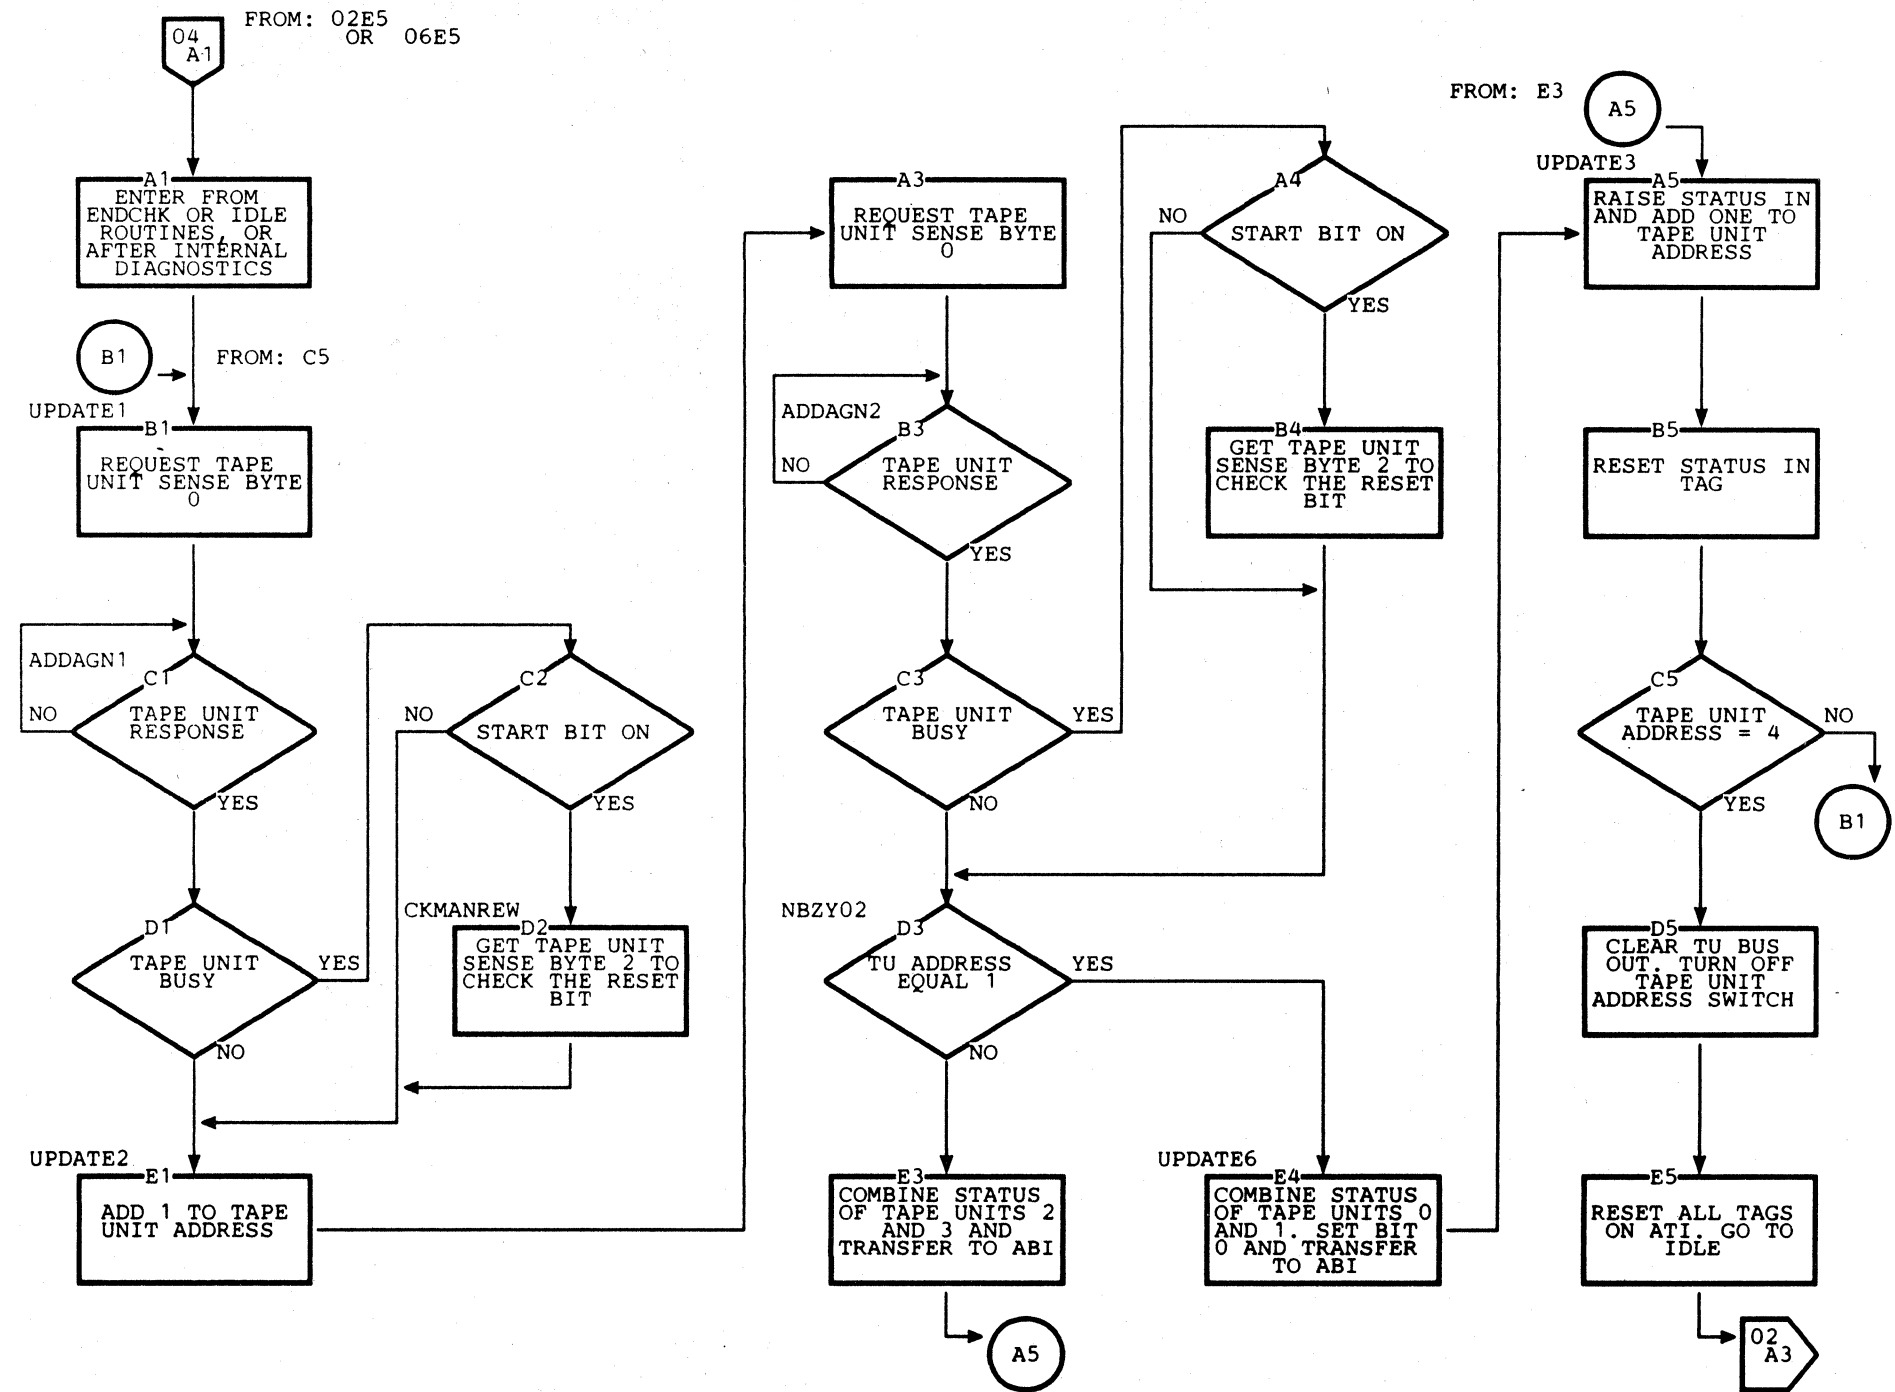 04
A1
FROM: 02E5
OR 06E5
A1
ENTER FROM
ENDCHK OR IDLE
ROUTINES, OR
AFTER INTERNAL
DIAGNOSTICS
B1
FROM: C5
UPDATE1
B1
REQUEST TAPE
UNIT SENSE BYTE
0
ADDAGN1
C1
NO
TAPE UNIT
RESPONSE
YES
D1
TAPE UNIT
BUSY
YES
NO
C2
NO
START BIT ON
YES
CKMANREW
D2
GET TAPE UNIT
SENSE BYTE 2 TO
CHECK THE RESET
BIT
UPDATE2
E1
ADD 1 TO TAPE
UNIT ADDRESS
A3
REQUEST TAPE
UNIT SENSE BYTE
0
ADDAGN2
B3
NO
TAPE UNIT
RESPONSE
YES
C3
TAPE UNIT
BUSY
YES
NO
NBZY02
D3
TU ADDRESS
EQUAL 1
YES
NO
E3
COMBINE STATUS
OF TAPE UNITS 2
AND 3 AND
TRANSFER TO ABI
A5
A4
NO
START BIT ON
YES
B4
GET TAPE UNIT
SENSE BYTE 2 TO
CHECK THE RESET
BIT
UPDATE6
E4
COMBINE STATUS
OF TAPE UNITS 0
AND 1. SET BIT
0 AND TRANSFER
TO ABI
FROM: E3
A5
UPDATE3
A5
RAISE STATUS IN
AND ADD ONE TO
TAPE UNIT
ADDRESS
B5
RESET STATUS IN
TAG
C5
TAPE UNIT
ADDRESS = 4
NO
YES
B1
D5
CLEAR TU BUS
OUT. TURN OFF
TAPE UNIT
ADDRESS SWITCH
E5
RESET ALL TAGS
ON ATI. GO TO
IDLE
02
A3